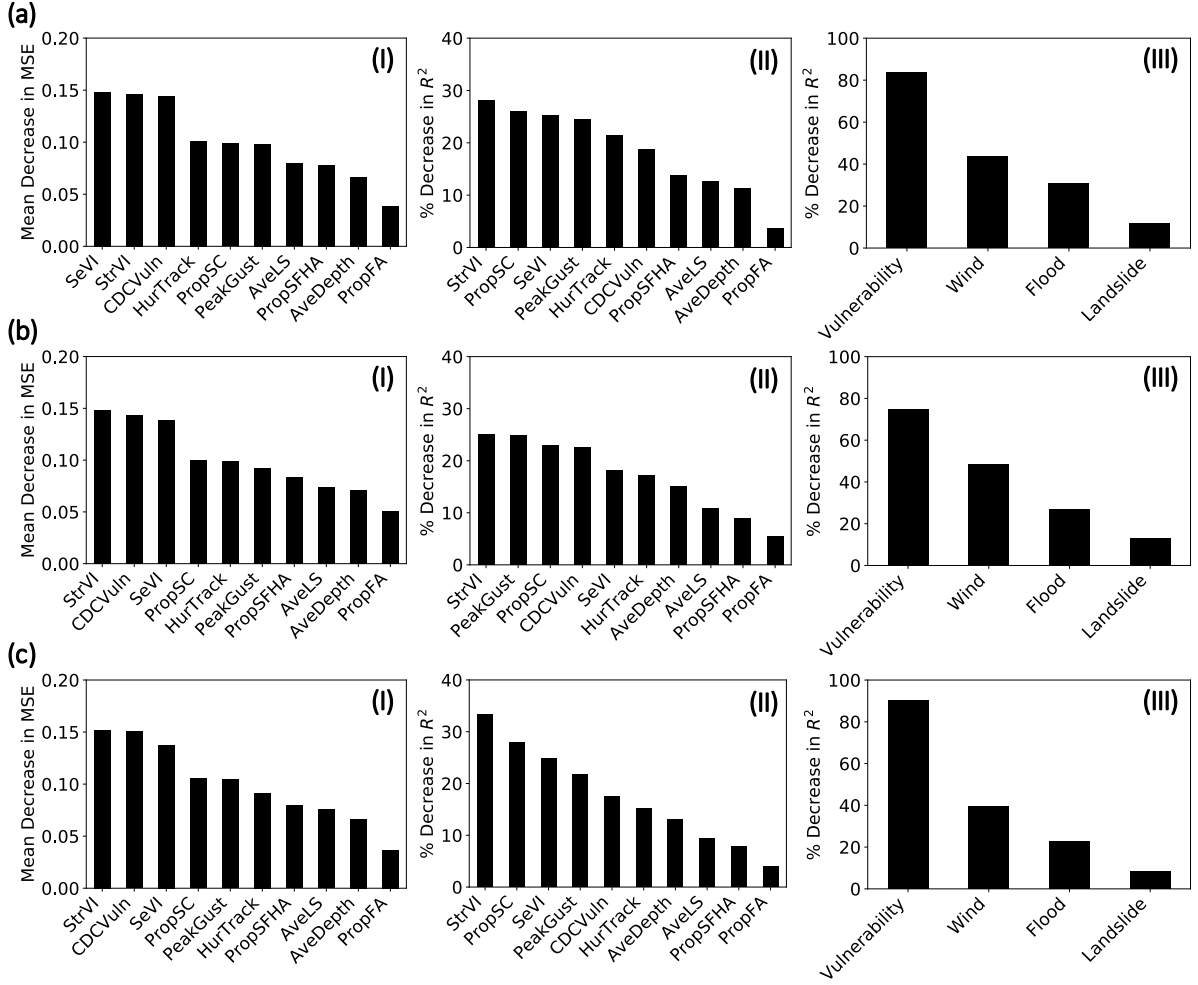 (a)
0.20
0.15
0.10
0.05
0.00
Mean Decrease in MSE
(I)
SeVI
StrVI
CDCVuln
HurTrack
PropSC
PeakGust
AveLS
PropSFHA
AveDepth
PropFA
40
30
20
10
0
% Decrease in R²
(II)
StrVI
PropSC
SeVI
PeakGust
HurTrack
CDCVuln
PropSFHA
AveLS
AveDepth
PropFA
100
80
60
40
20
0
% Decrease in R²
(III)
Vulnerability
Wind
Flood
Landslide
(b)
0.20
0.15
0.10
0.05
0.00
Mean Decrease in MSE
(I)
StrVI
CDCVuln
SeVI
PropSC
HurTrack
PeakGust
PropSFHA
AveLS
AveDepth
PropFA
40
30
20
10
0
% Decrease in R²
(II)
StrVI
PeakGust
PropSC
CDCVuln
SeVI
HurTrack
AveDepth
AveLS
PropSFHA
PropFA
100
80
60
40
20
0
% Decrease in R²
(III)
Vulnerability
Wind
Flood
Landslide
(c)
0.20
0.15
0.10
0.05
0.00
Mean Decrease in MSE
(I)
StrVI
CDCVuln
SeVI
PropSC
PeakGust
HurTrack
PropSFHA
AveLS
AveDepth
PropFA
40
30
20
10
0
% Decrease in R²
(II)
StrVI
PropSC
SeVI
PeakGust
CDCVuln
HurTrack
AveDepth
AveLS
PropSFHA
PropFA
100
80
60
40
20
0
% Decrease in R²
(III)
Vulnerability
Wind
Flood
Landslide